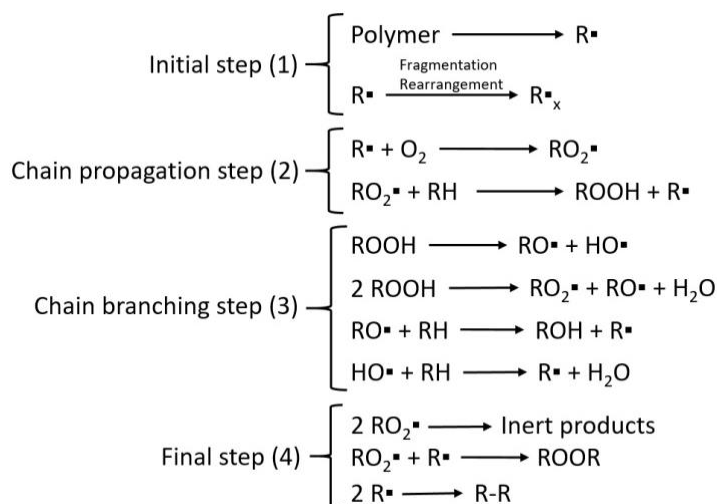 Initial step (1)
Polymer ⟶ R▪
R▪ Fragmentation Rearrangement ⟶ R▪ₓ
Chain propagation step (2)
R▪ + O₂ ⟶ RO₂▪
RO₂▪ + RH ⟶ ROOH + R▪
Chain branching step (3)
ROOH ⟶ RO▪ + HO▪
2 ROOH ⟶ RO₂▪ + RO▪ + H₂O
RO▪ + RH ⟶ ROH + R▪
HO▪ + RH ⟶ R▪ + H₂O
Final step (4)
2 RO₂▪ ⟶ Inert products
RO₂▪ + R▪ ⟶ ROOR
2 R▪ ⟶ R-R